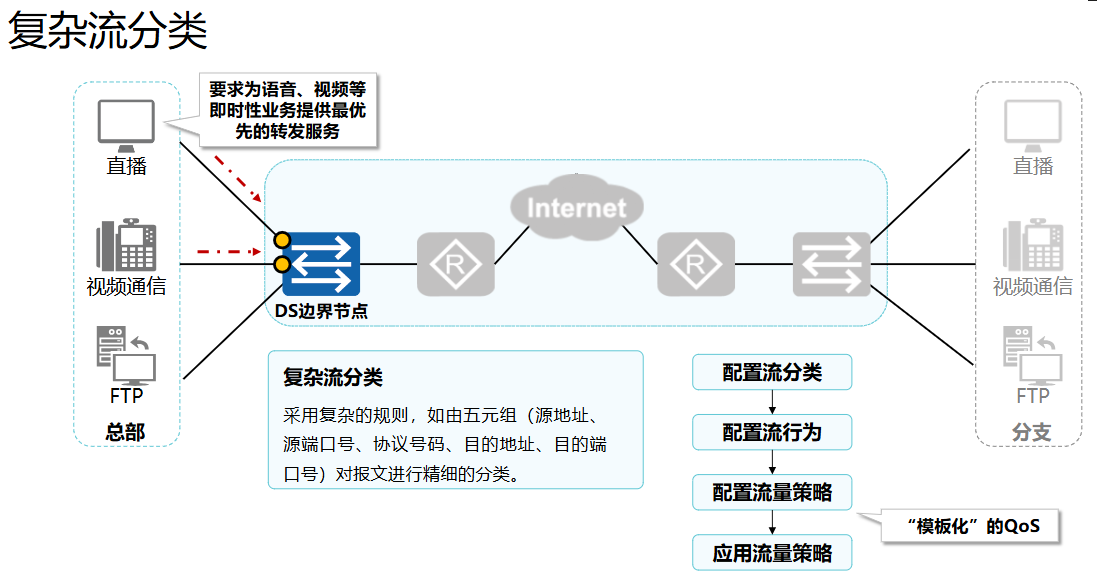 复杂流分类
要求为语音、视频等
即时性业务提供最优
先的转发服务
直播
视频通信
FTP
总部
DS边界节点
R
Internet
R
直播
视频通信
FTP
分支
复杂流分类
采用复杂的规则，如由五元组（源地址、
源端口号、协议号码、目的地址、目的端
口号）对报文进行精细的分类。
配置流分类
配置流行为
配置流量策略
应用流量策略
“模板化”的QoS